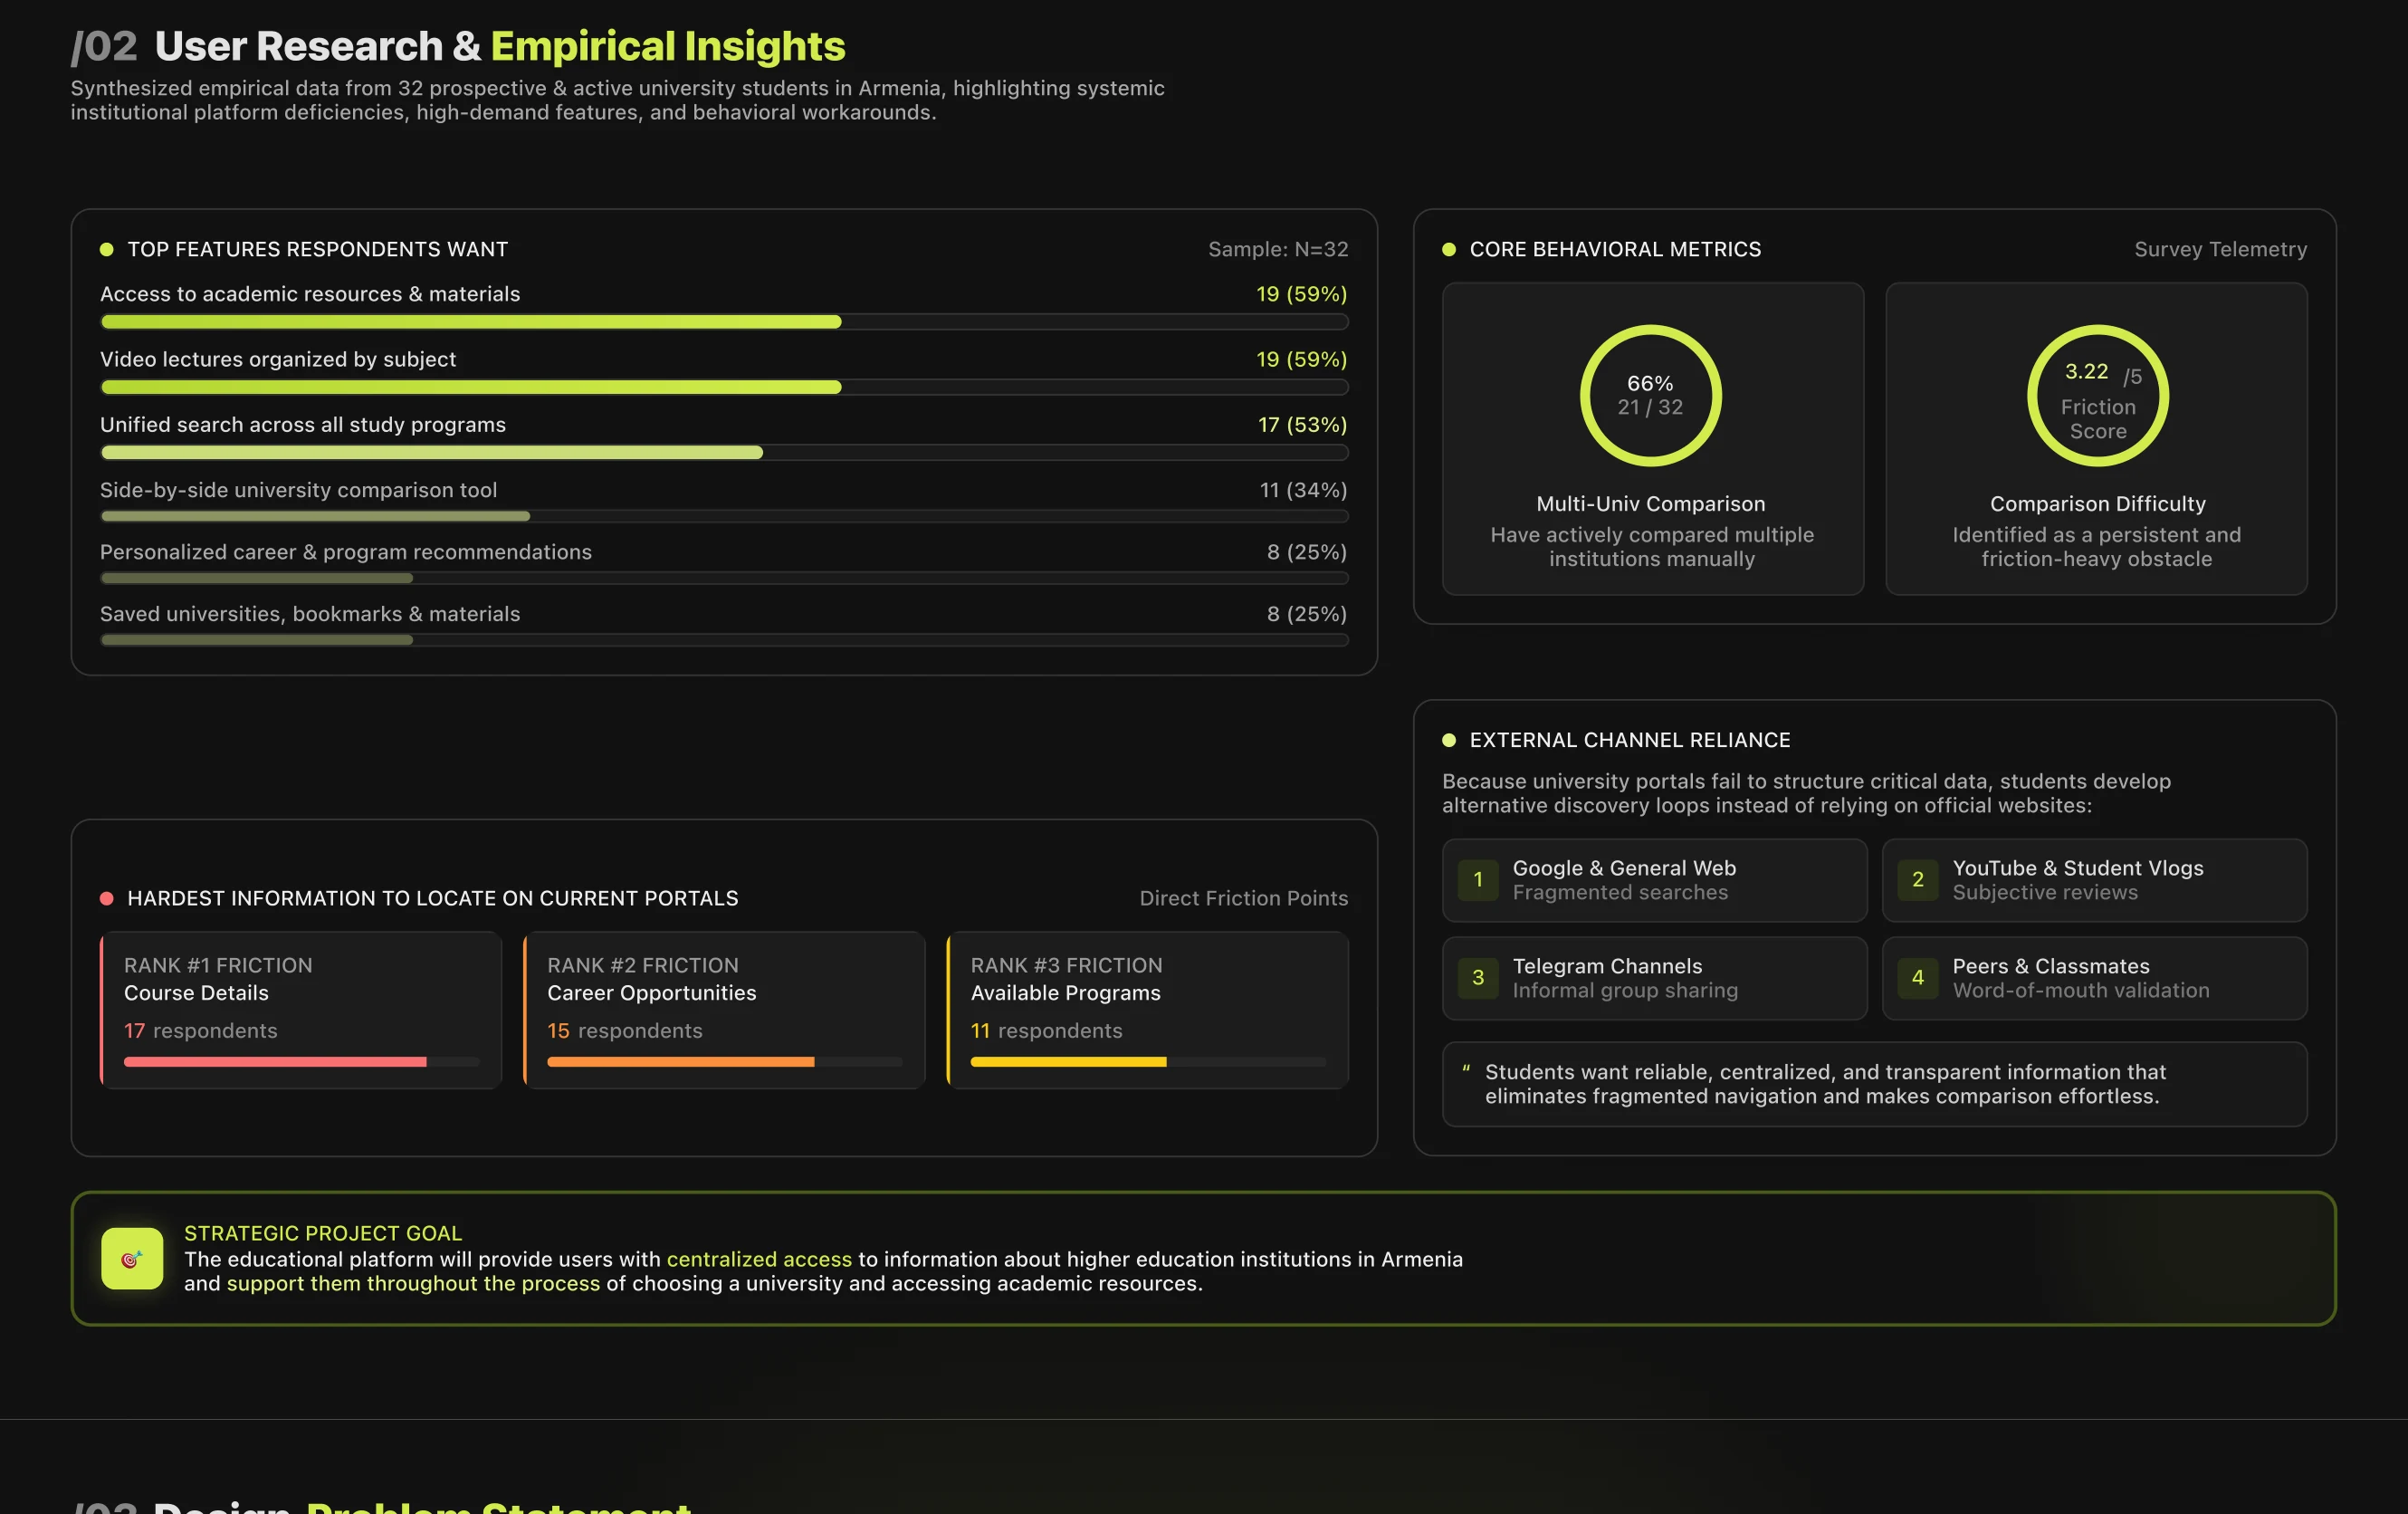 /02 User Research & Empirical Insights
Synthesized empirical data from 32 prospective & active university students in Armenia, highlighting systemic
institutional platform deficiencies, high-demand features, and behavioral workarounds.
TOP FEATURES RESPONDENTS WANT
Sample: N=32
Access to academic resources & materials
19 (59%)
Video lectures organized by subject
19 (59%)
Unified search across all study programs
17 (53%)
Side-by-side university comparison tool
11 (34%)
Personalized career & program recommendations
8 (25%)
Saved universities, bookmarks & materials
8 (25%)
CORE BEHAVIORAL METRICS
Survey Telemetry
66%
21 / 32
Multi-Univ Comparison
Have actively compared multiple
institutions manually
3.22 /5
Friction
Score
Comparison Difficulty
Identified as a persistent and
friction-heavy obstacle
HARDEST INFORMATION TO LOCATE ON CURRENT PORTALS
Direct Friction Points
RANK #1 FRICTION
Course Details
17 respondents
RANK #2 FRICTION
Career Opportunities
15 respondents
RANK #3 FRICTION
Available Programs
11 respondents
EXTERNAL CHANNEL RELIANCE
Because university portals fail to structure critical data, students develop
alternative discovery loops instead of relying on official websites:
1
Google & General Web
Fragmented searches
2
YouTube & Student Vlogs
Subjective reviews
3
Telegram Channels
Informal group sharing
4
Peers & Classmates
Word-of-mouth validation
“ Students want reliable, centralized, and transparent information that
eliminates fragmented navigation and makes comparison effortless.
STRATEGIC PROJECT GOAL
The educational platform will provide users with centralized access to information about higher education institutions in Armenia
and support them throughout the process of choosing a university and accessing academic resources.
/03 Design Problem Statement